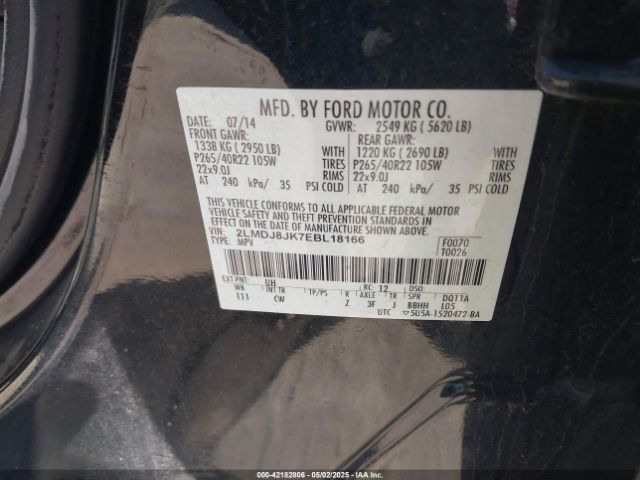 MFD. BY FORD MOTOR CO.
DATE: 07/14 GVWR: 2549 KG ( 5620 LB)
FRONT GAWR: REAR GAWR:
1338 KG ( 2950 LB) WITH 1220 KG ( 2690 LB) WITH
P265/40R22 105W TIRES P265/40R22 105W TIRES
22x9.0J RIMS 22x9.0J RIMS
AT 240 kPa/ 35 PSI COLD AT 240 kPa/ 35 PSI COLD
THIS VEHICLE CONFORMS TO ALL APPLICABLE FEDERAL MOTOR
VEHICLE SAFETY AND THEFT PREVENTION STANDARDS IN
EFFECT ON THE DATE OF MANUFACTURE SHOWN ABOVE.
VIN: 2LMDJ8JK7EBL18166 F0070
TYPE: MPV T0026
EXT PNT: UH RC: 12 DSO:
WB INT TR TP/PS R AXLE TR SPR DQ11A
111 CW Z 3F J BBHH L05
UTC ▽5U5A-1520472-BA
000-42182806 - 05/02/2025 - © IAA Holdings, LLC